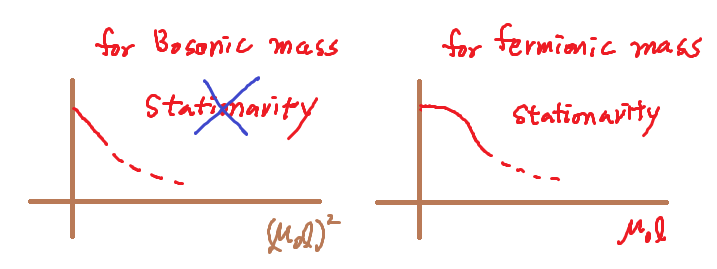 for Bosonic mass
Stationarity
(μ₀l)²
for fermionic mass
Stationarity
μ₀l